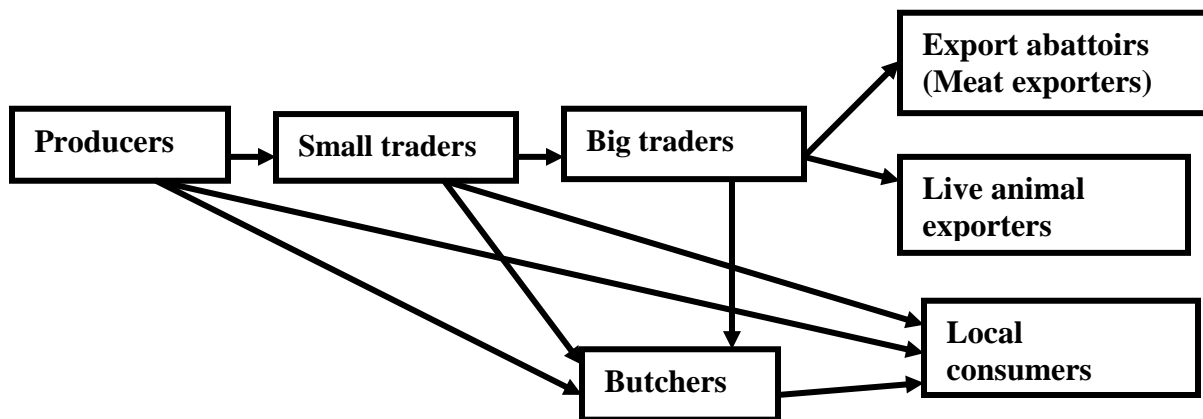 Export abattoirs
(Meat exporters)
Producers
Small traders
Big traders
Live animal
exporters
Local
consumers
Butchers